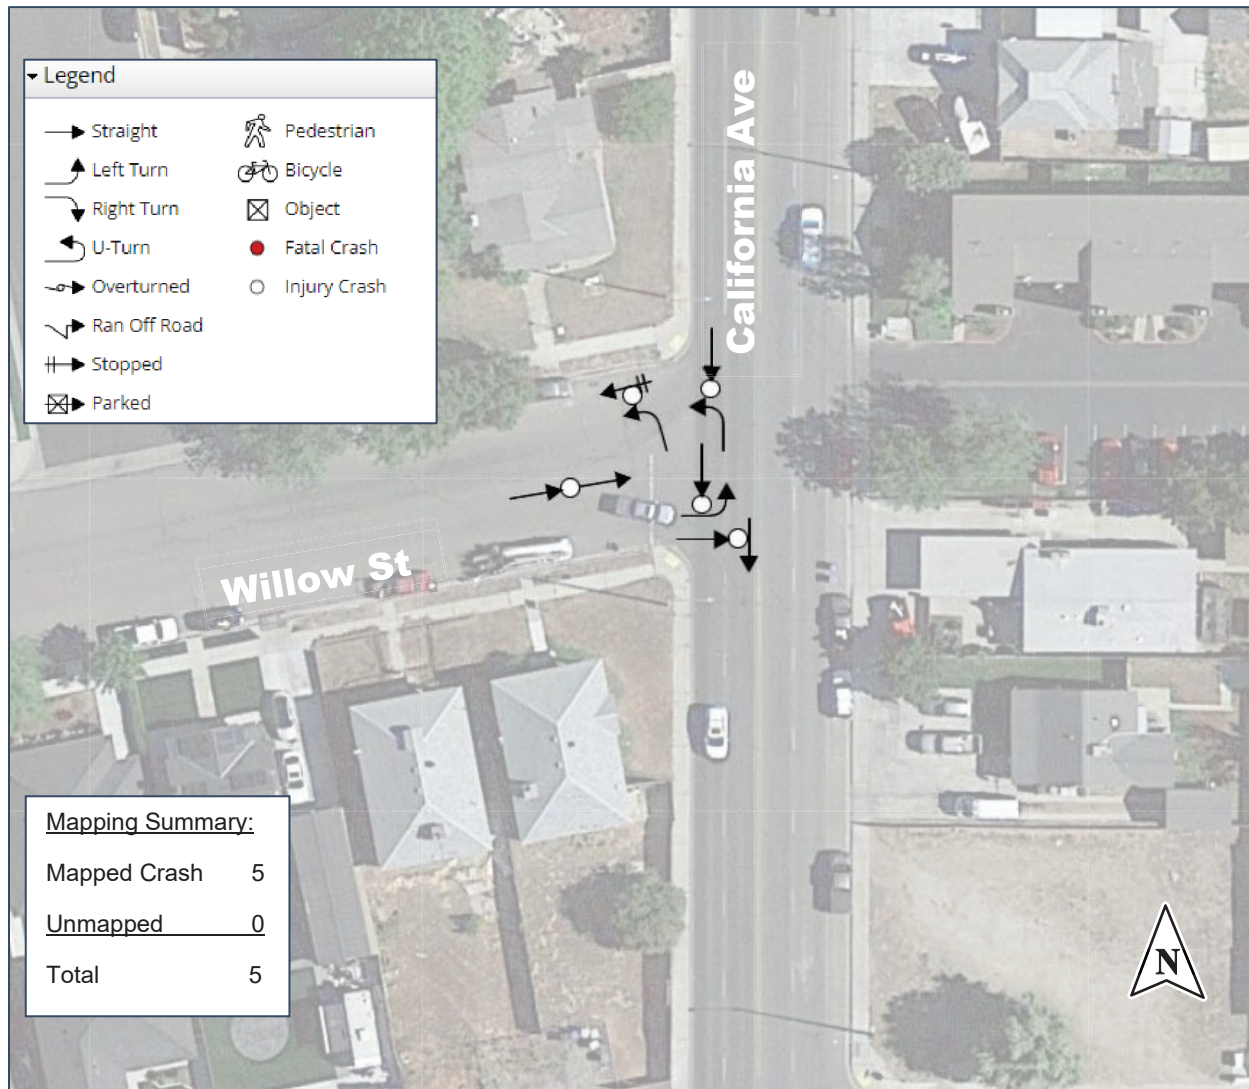 Legend
Straight
Pedestrian
Left Turn
Bicycle
Right Turn
Object
U-Turn
Fatal Crash
Overturned
Injury Crash
Ran Off Road
Stopped
Parked
California Ave
Willow St
Mapping Summary:
Mapped Crash 5
Unmapped 0
Total 5
N